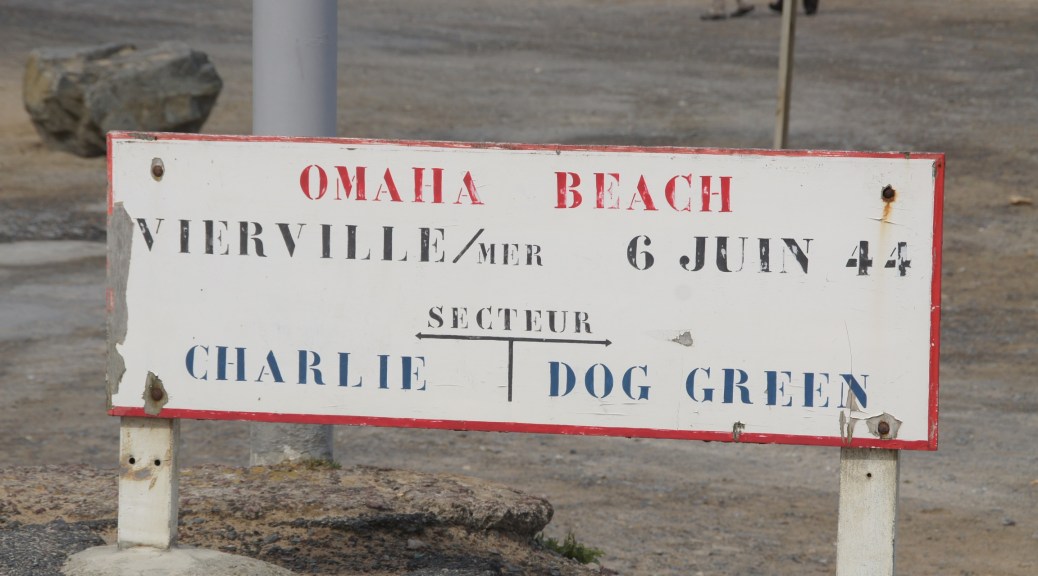 OMAHA BEACH
VIERVILLE/MER 6 JUIN 44
SECTEUR
CHARLIE DOG GREEN